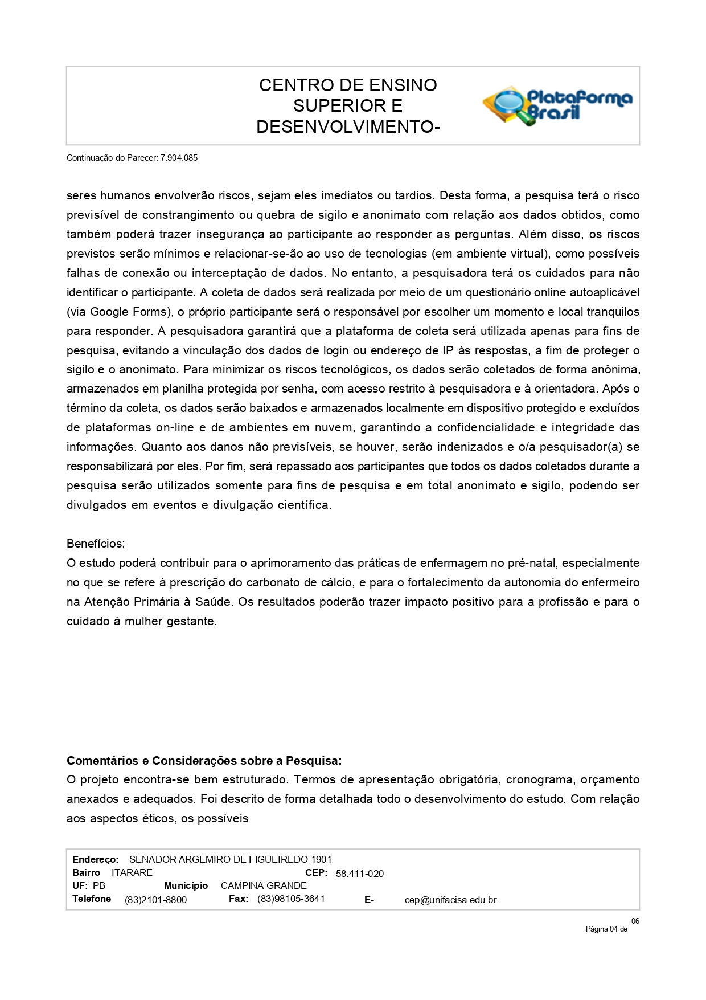 CENTRO DE ENSINO
SUPERIOR E
DESENVOLVIMENTO-
Plataforma
Brasil
Continuação do Parecer: 7.904.085
seres humanos envolverão riscos, sejam eles imediatos ou tardios. Desta forma, a pesquisa terá o risco
previsível de constrangimento ou quebra de sigilo e anonimato com relação aos dados obtidos, como
também poderá trazer insegurança ao participante ao responder as perguntas. Além disso, os riscos
previstos serão mínimos e relacionar-se-ão ao uso de tecnologias (em ambiente virtual), como possíveis
falhas de conexão ou interceptação de dados. No entanto, a pesquisadora terá os cuidados para não
identificar o participante. A coleta de dados será realizada por meio de um questionário online autoaplicável
(via Google Forms), o próprio participante será o responsável por escolher um momento e local tranquilos
para responder. A pesquisadora garantirá que a plataforma de coleta será utilizada apenas para fins de
pesquisa, evitando a vinculação dos dados de login ou endereço de IP às respostas, a fim de proteger o
sigilo e o anonimato. Para minimizar os riscos tecnológicos, os dados serão coletados de forma anônima,
armazenados em planilha protegida por senha, com acesso restrito à pesquisadora e à orientadora. Após o
término da coleta, os dados serão baixados e armazenados localmente em dispositivo protegido e excluídos
de plataformas on-line e de ambientes em nuvem, garantindo a confidencialidade e integridade das
informações. Quanto aos danos não previsíveis, se houver, serão indenizados e o/a pesquisador(a) se
responsabilizará por eles. Por fim, será repassado aos participantes que todos os dados coletados durante a
pesquisa serão utilizados somente para fins de pesquisa e em total anonimato e sigilo, podendo ser
divulgados em eventos e divulgação científica.
Benefícios:
O estudo poderá contribuir para o aprimoramento das práticas de enfermagem no pré-natal, especialmente
no que se refere à prescrição do carbonato de cálcio, e para o fortalecimento da autonomia do enfermeiro
na Atenção Primária à Saúde. Os resultados poderão trazer impacto positivo para a profissão e para o
cuidado à mulher gestante.
Comentários e Considerações sobre a Pesquisa:
O projeto encontra-se bem estruturado. Termos de apresentação obrigatória, cronograma, orçamento
anexados e adequados. Foi descrito de forma detalhada todo o desenvolvimento do estudo. Com relação
aos aspectos éticos, os possíveis
Endereço: SENADOR ARGEMIRO DE FIGUEIREDO 1901
Bairro ITARARE CEP: 58.411-020
UF: PB Município CAMPINA GRANDE
Telefone (83)2101-8800 Fax: (83)98105-3641 E- cep@unifacisa.edu.br
06
Página 04 de